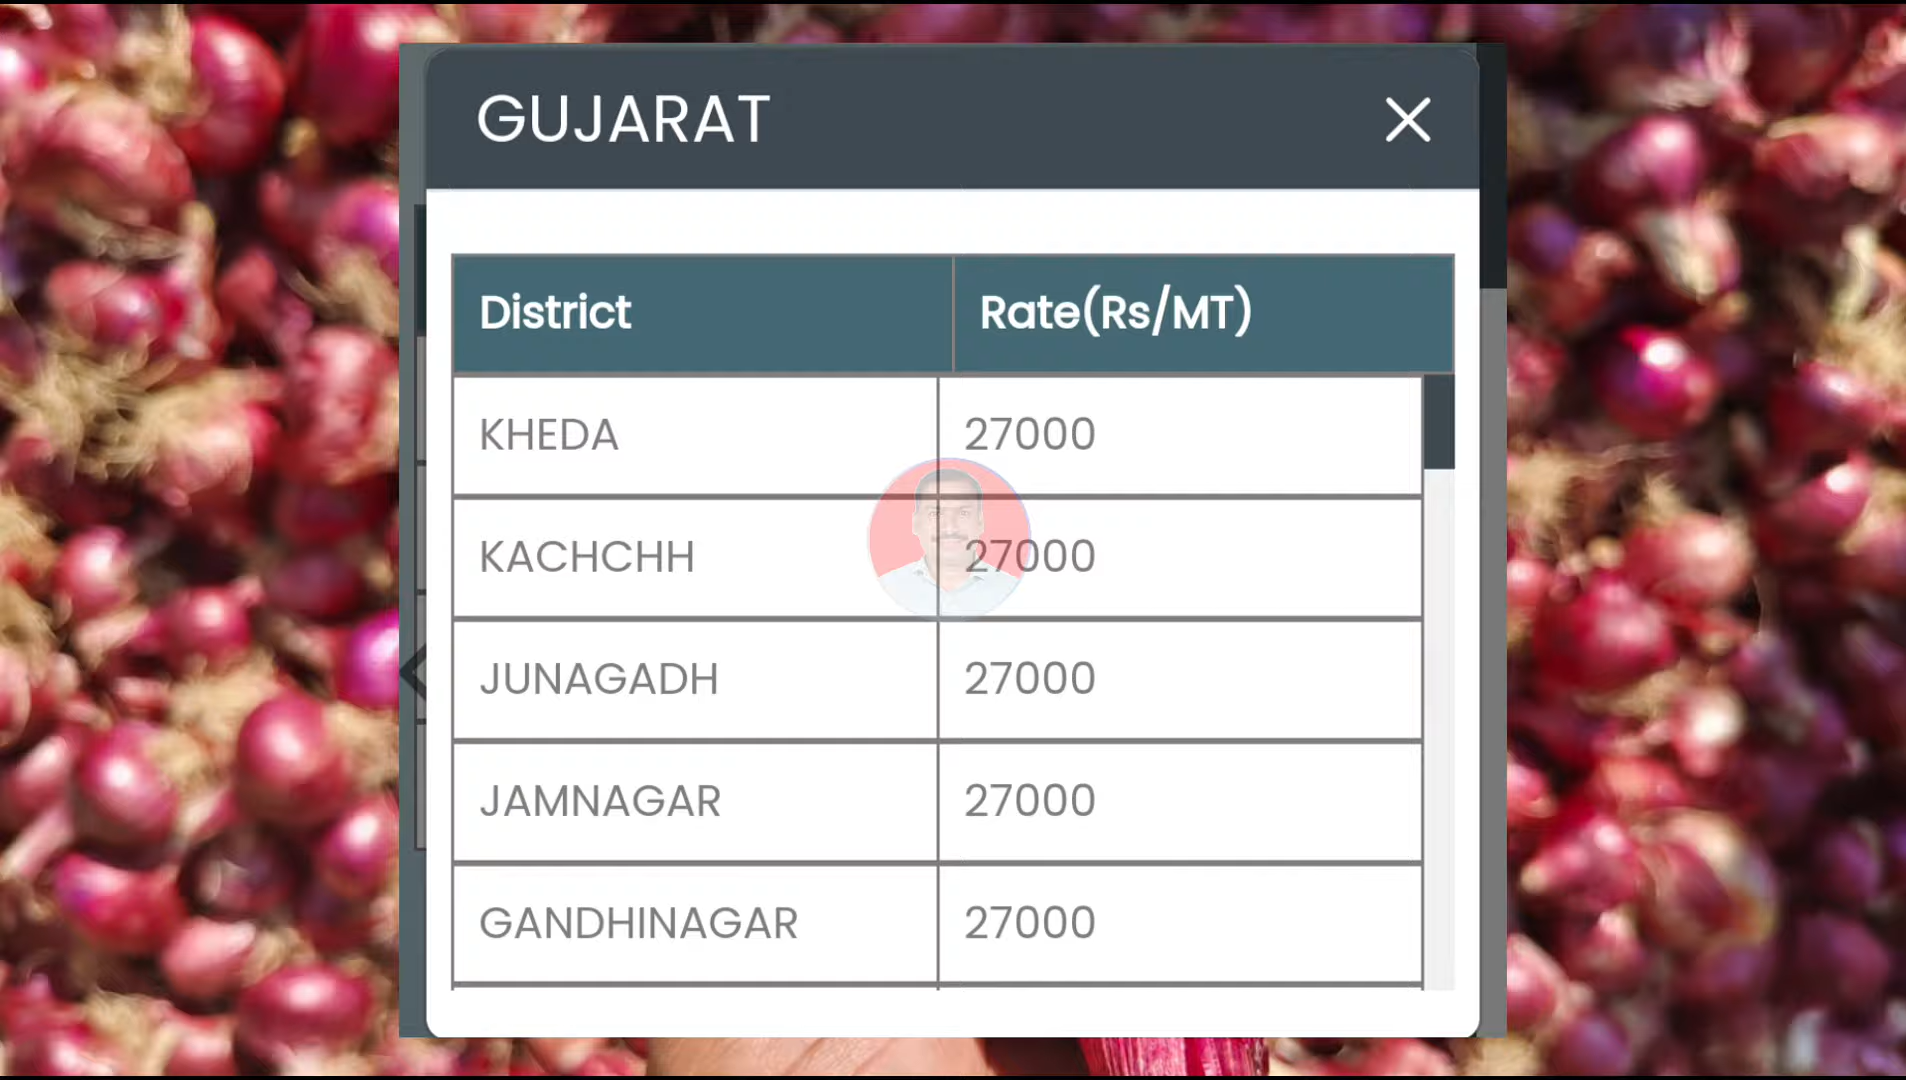 GUJARAT
District Rate(Rs/MT)
KHEDA 27000
KACHCHH 27000
JUNAGADH 27000
JAMNAGAR 27000
GANDHINAGAR 27000